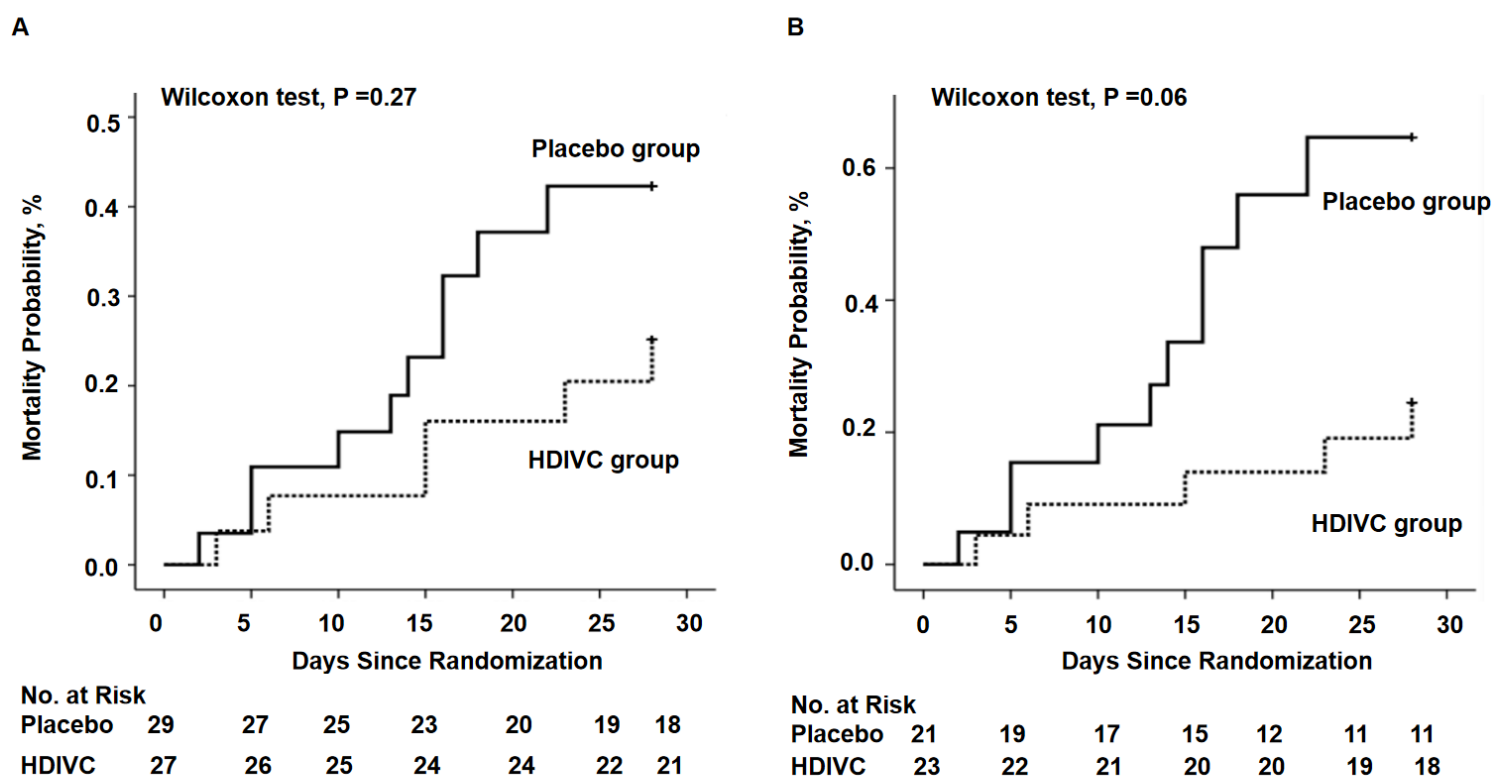 A
Wilcoxon test, P =0.27
Mortality Probability, %
0.5
0.4
0.3
0.2
0.1
0.0
Placebo group
HDIVC group
0 5 10 15 20 25 30
Days Since Randomization
No. at Risk
Placebo 29 27 25 23 20 19 18
HDIVC 27 26 25 24 24 22 21
B
Wilcoxon test, P =0.06
Mortality Probability, %
0.6
0.4
0.2
0.0
Placebo group
HDIVC group
0 5 10 15 20 25 30
Days Since Randomization
No. at Risk
Placebo 21 19 17 15 12 11 11
HDIVC 23 22 21 20 20 19 18